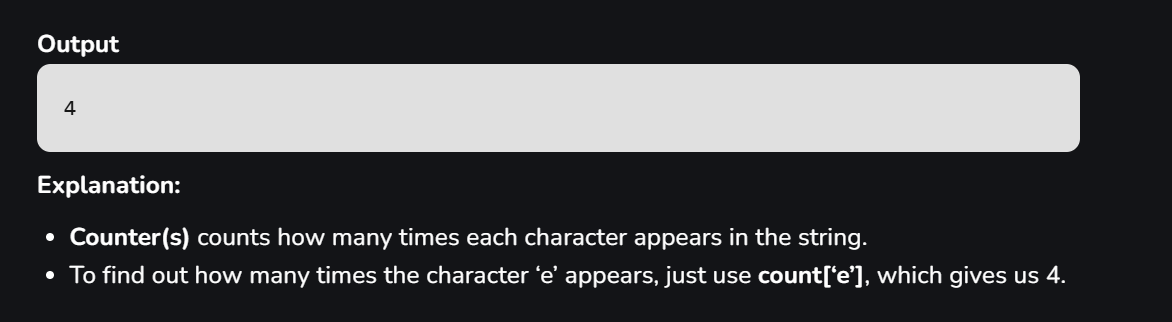 Output
4
Explanation:
• Counter(s) counts how many times each character appears in the string.
• To find out how many times the character ‘e’ appears, just use count[‘e’], which gives us 4.